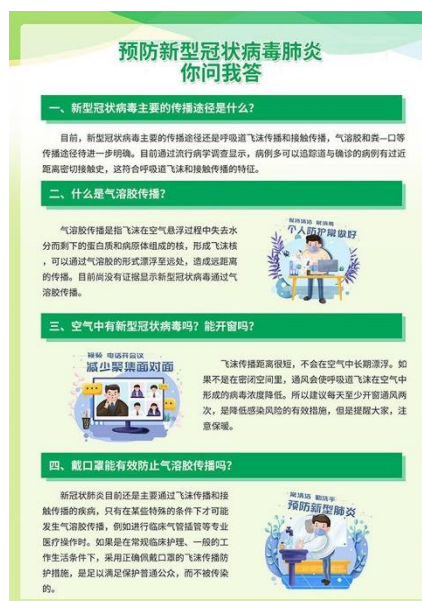 预防新型冠状病毒肺炎
你问我答
一、新型冠状病毒主要的传播途径是什么?
目前，新型冠状病毒主要的传播途径还是呼吸道飞沫传播和接触传播，气溶胶和粪—口等
传播途径待进一步明确。目前通过流行病学调查显示，病例多可以追踪道与确诊的病例有过近
距离密切接触史，这符合呼吸道飞沫和接触传播的特征。
二、什么是气溶胶传播?
气溶胶传播是指飞沫在空气悬浮过程中失去水
分而剩下的蛋白质和病原体组成的核，形成飞沫核
，可以通过气溶胶的形式漂浮至远处，造成远距离
的传播。目前尚没有证据显示新型冠状病毒通过气
溶胶传播。
个人防护常做好
三、空气中有新型冠状病毒吗? 能开窗吗?
视频 电话开会议
减少聚集面对面
飞沫传播距离很短，不会在空气中长期漂浮。如
果不是在密闭空间里，通风会使呼吸道飞沫在空气中
形成的病毒浓度降低。所以建议每天至少开窗通风两
次，是降低感染风险的有效措施，但是提醒大家，注
意保暖。
四、戴口罩能有效防止气溶胶传播吗?
新冠状肺炎目前还是主要通过飞沫传播和接
触传播的疾病，只有在某些特殊的条件下才可能
发生气溶胶传播，例如进行临床气管插管等专业
医疗操作时。如果是在常规临床护理、一般的工
作生活条件下，采用正确佩戴口罩的飞沫传播防
护措施，是足以满足保护普通公众，而不被传染
的。
常清洁 勤洗手
预防新型肺炎